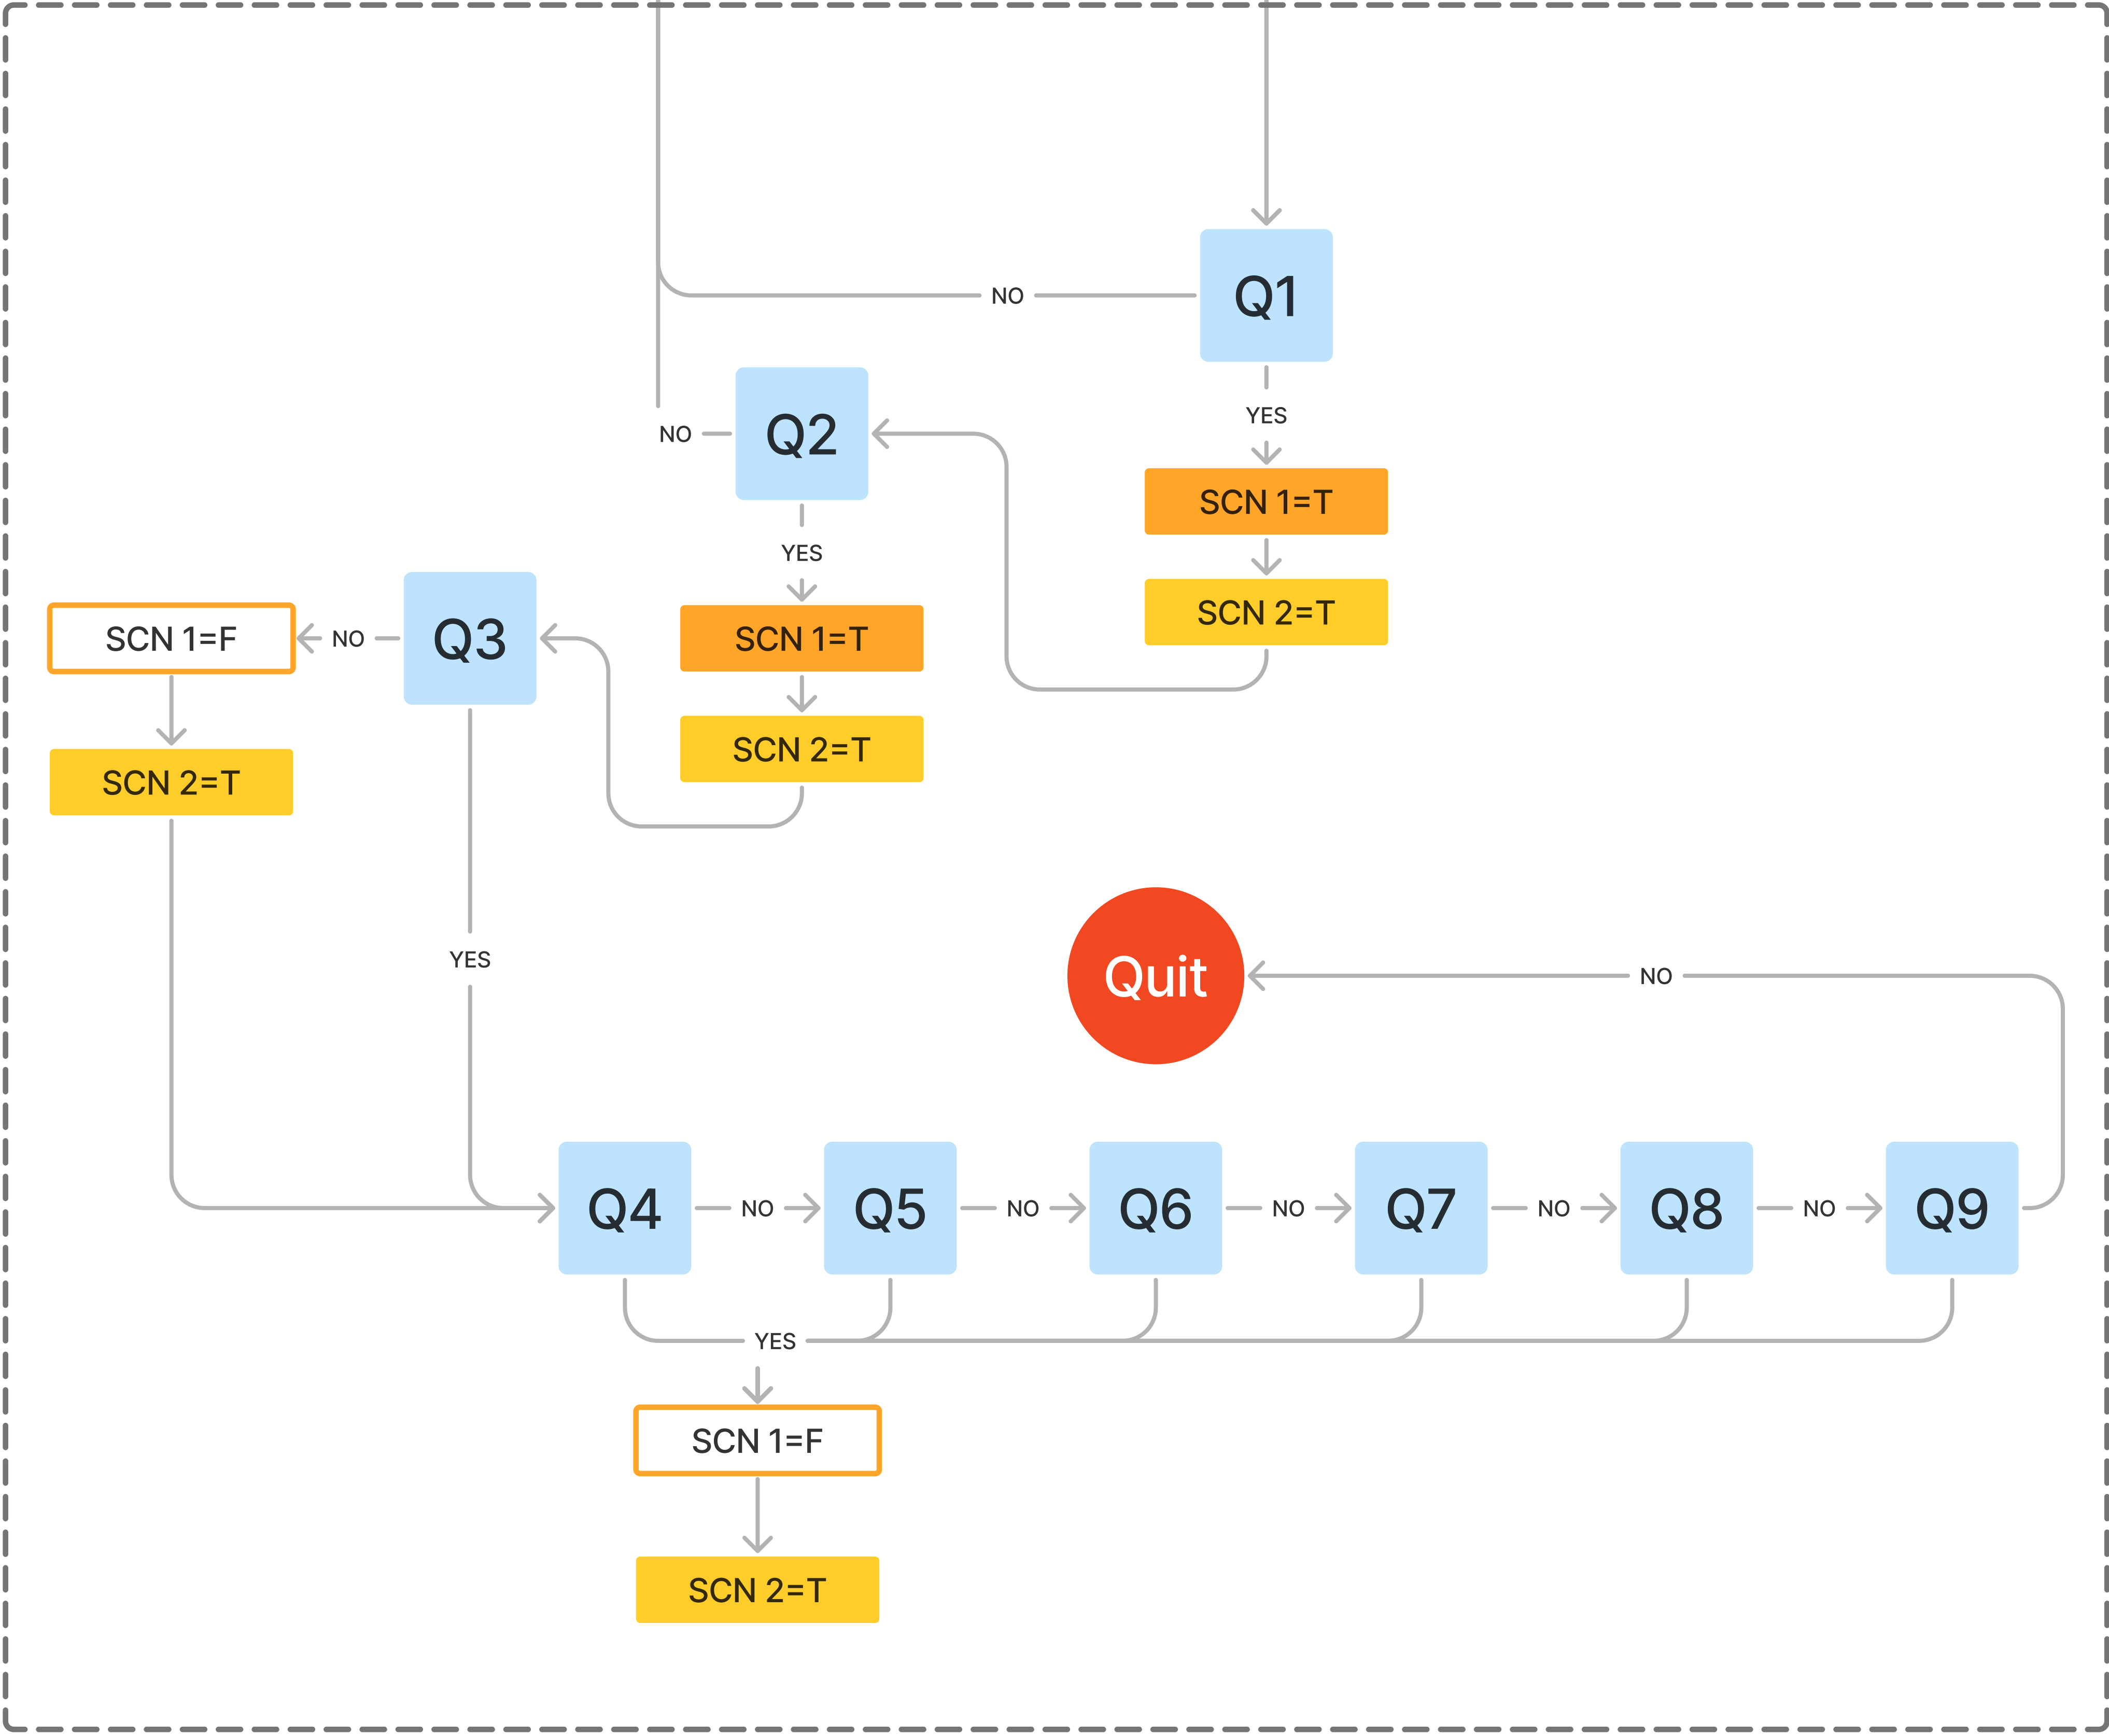 Q1
NO
YES
SCN 1=T
SCN 2=T
Q2
NO
YES
SCN 1=T
SCN 2=T
Q3
NO
SCN 1=F
SCN 2=T
YES
Quit
NO
Q4
NO
Q5
NO
Q6
NO
Q7
NO
Q8
NO
Q9
YES
SCN 1=F
SCN 2=T